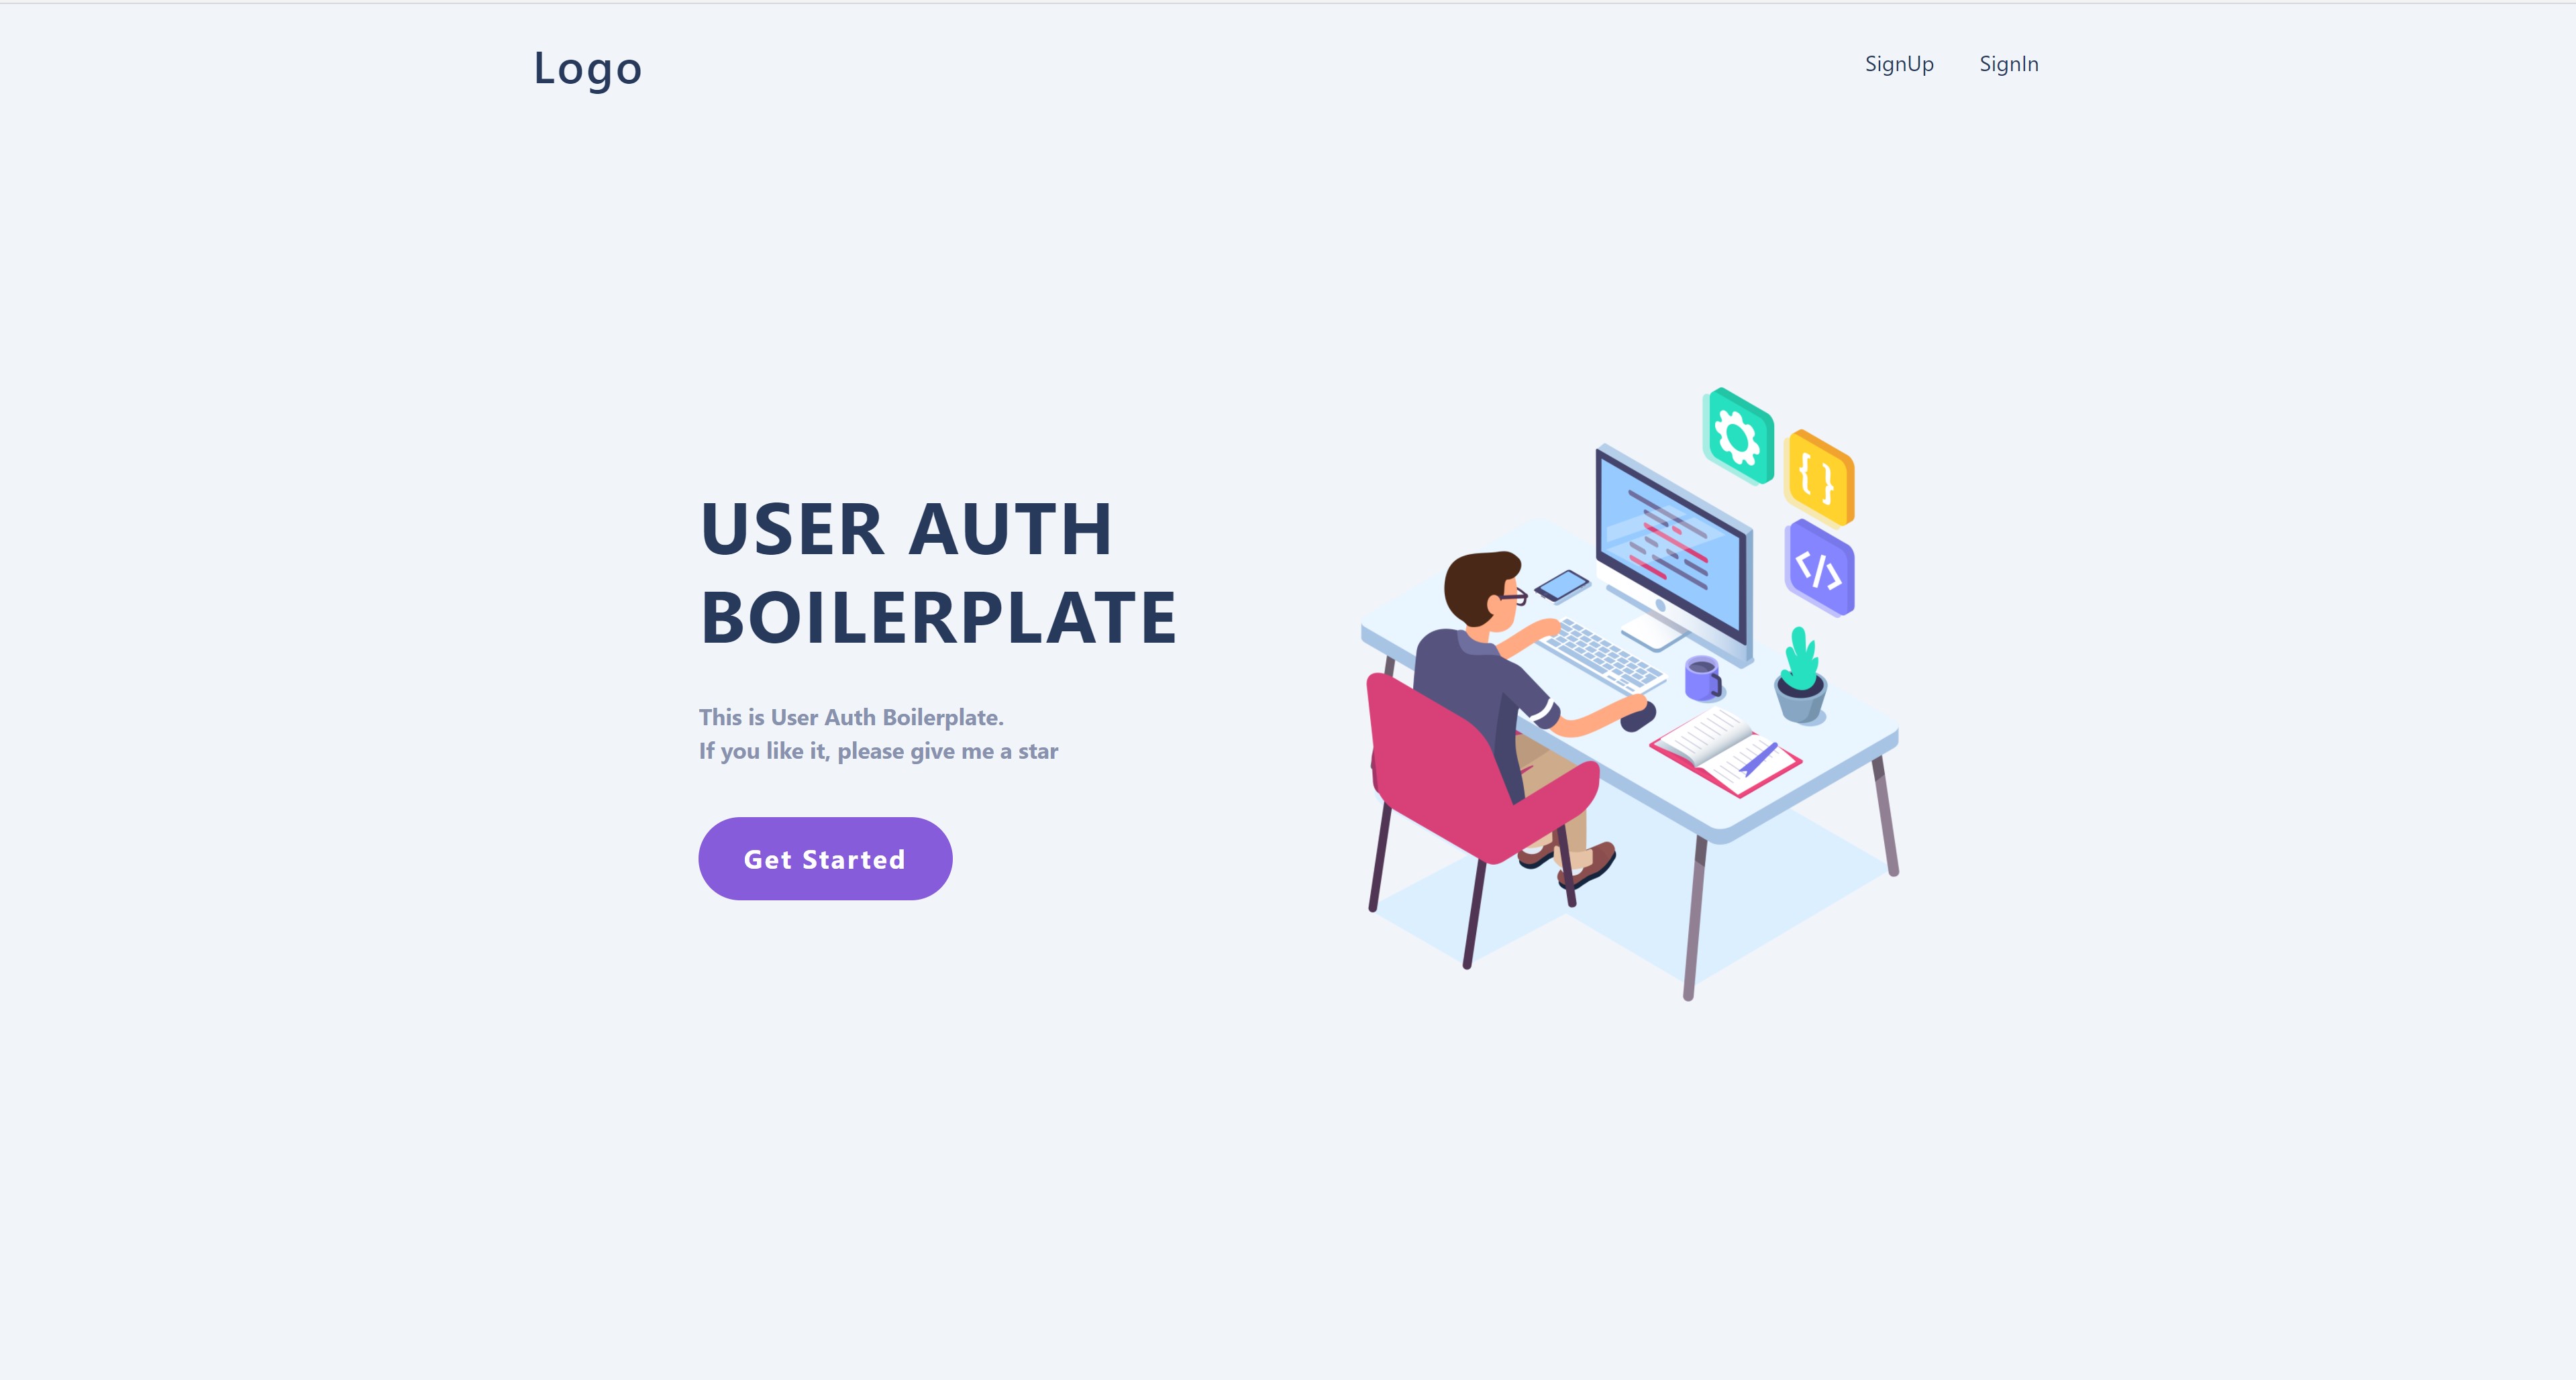 Logo
SignUp
SignIn
USER AUTH
BOILERPLATE
This is User Auth Boilerplate.
If you like it, please give me a star
Get Started
{ }
</>